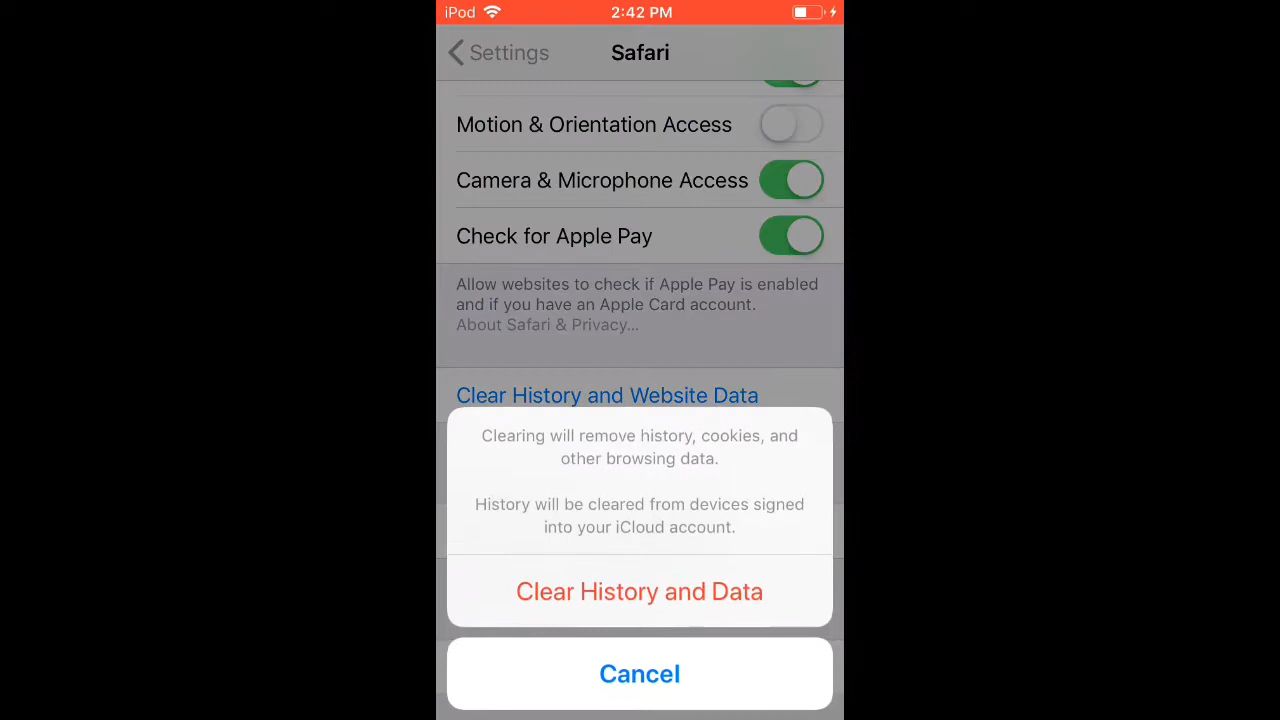 iPod 2:42 PM
Settings Safari
Motion & Orientation Access
Camera & Microphone Access
Check for Apple Pay
Allow websites to check if Apple Pay is enabled
and if you have an Apple Card account.
About Safari & Privacy...
Clear History and Website Data
Clearing will remove history, cookies, and
other browsing data.
History will be cleared from devices signed
into your iCloud account.
Clear History and Data
Cancel